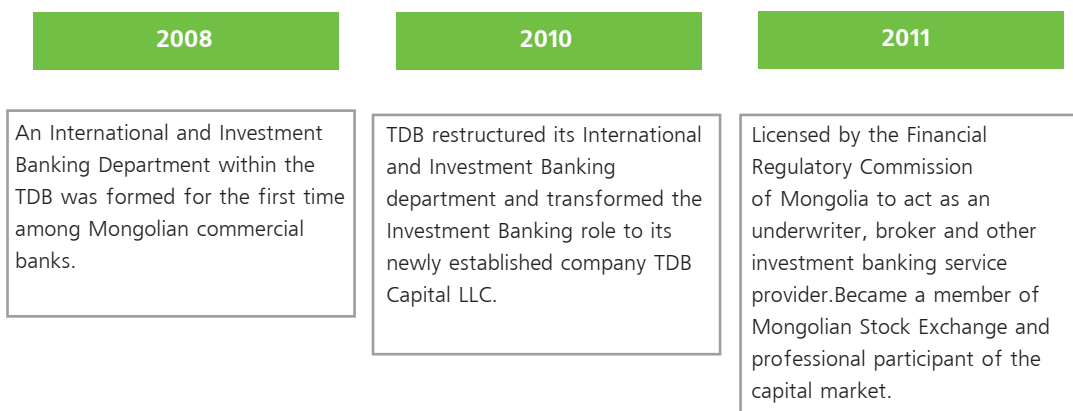 2008
An International and Investment
Banking Department within the
TDB was formed for the first time
among Mongolian commercial
banks.
2010
TDB restructured its International
and Investment Banking
department and transformed the
Investment Banking role to its
newly established company TDB
Capital LLC.
2011
Licensed by the Financial
Regulatory Commission
of Mongolia to act as an
underwriter, broker and other
investment banking service
provider.Became a member of
Mongolian Stock Exchange and
professional participant of the
capital market.